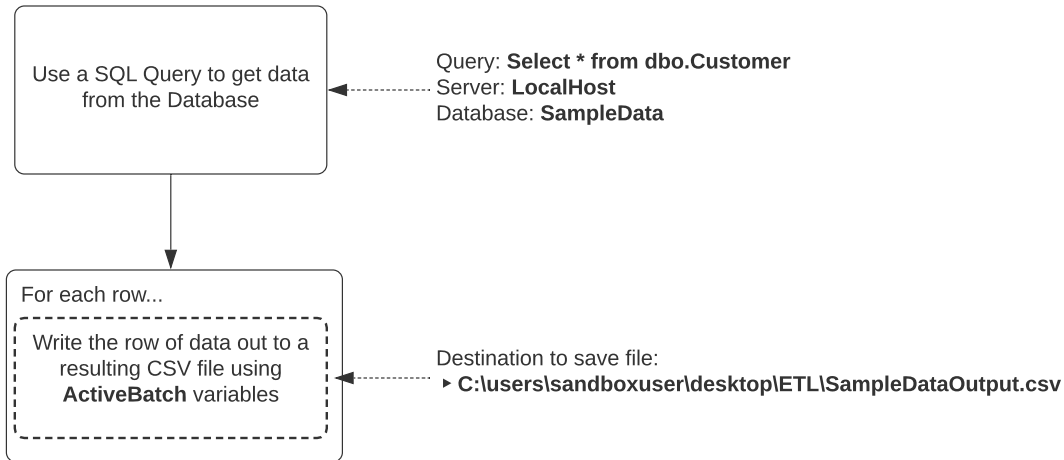 Use a SQL Query to get data
from the Database
Query: Select * from dbo.Customer
Server: LocalHost
Database: SampleData
For each row...
Write the row of data out to a
resulting CSV file using
ActiveBatch variables
Destination to save file:
C:\users\sandboxuser\desktop\ETL\SampleDataOutput.csv